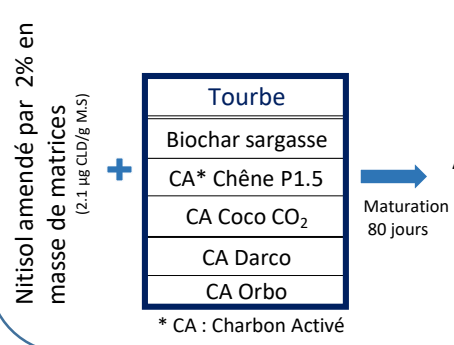 Nitisol amendé par 2% en
masse de matrices
(2.1 µg CLD/g M.S)
+
Tourbe
Biochar sargasse
CA* Chêne P1.5
CA Coco CO₂
CA Darco
CA Orbo
* CA : Charbon Activé
Maturation
80 jours